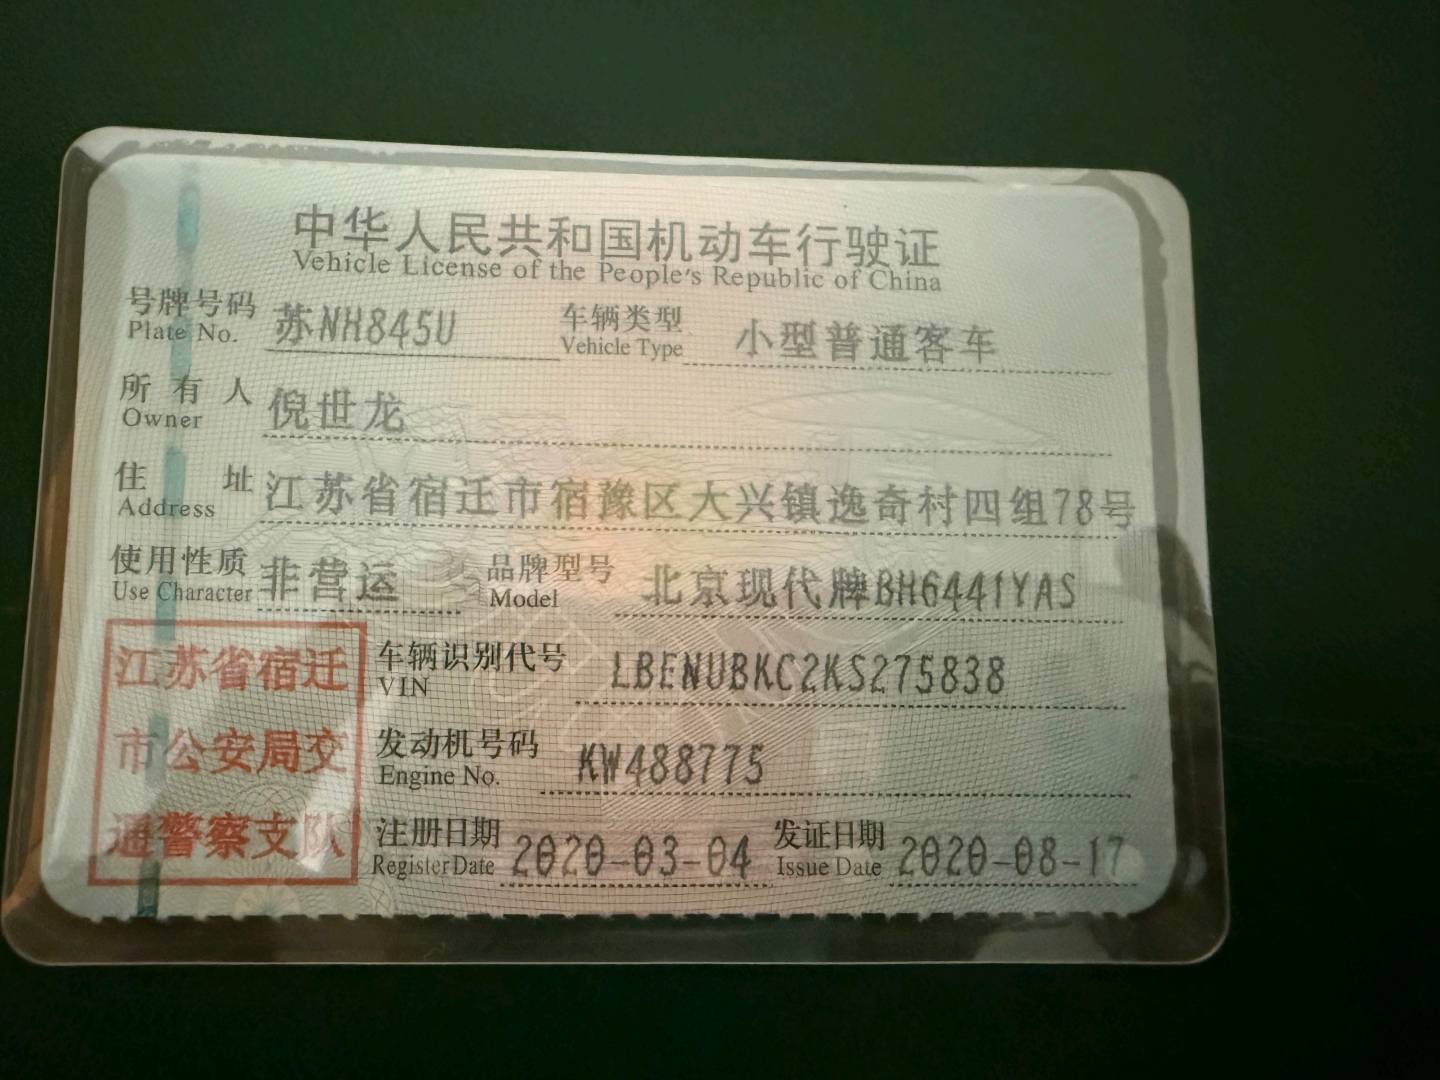 中华人民共和国机动车行驶证
Vehicle License of the People's Republic of China
号牌号码 苏NH845U 车辆类型 小型普通客车
Plate No. Vehicle Type
所有人 倪世龙
Owner
住址 江苏省宿迁市宿豫区大兴镇逸奇村四组78号
Address
使用性质 非营运 品牌型号 北京现代牌BH6441YAS
Use Character Model
江苏省宿迁
市公安局交
通警察支队
车辆识别代号 LBENUBKC2KS275838
VIN
发动机号码 KW488775
Engine No.
注册日期 2020-03-04 发证日期 2020-08-17
Register Date Issue Date